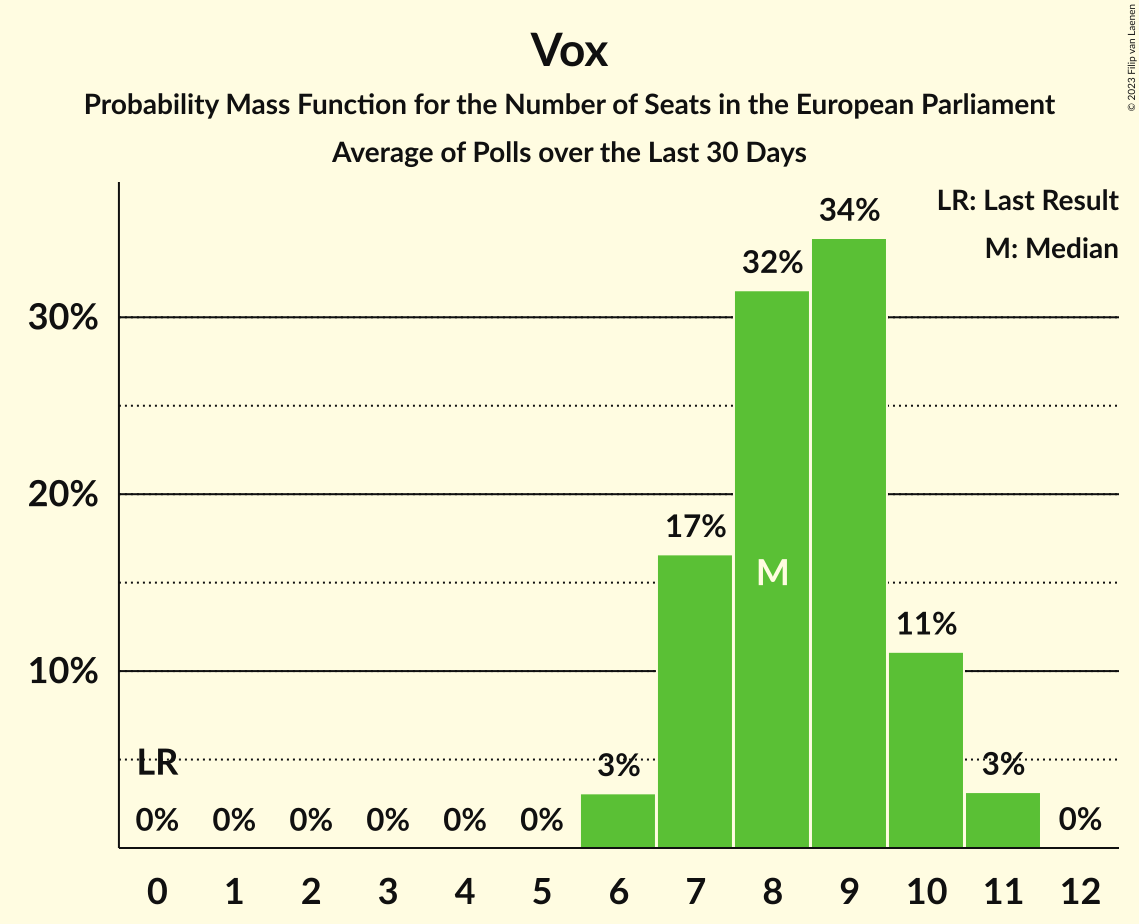 Vox
Probability Mass Function for the Number of Seats in the European Parliament
Average of Polls over the Last 30 Days
© 2023 Filip van Laenen
LR: Last Result
M: Median
30%
20%
10%
LR
0%
0%
0%
0%
0%
0%
3%
17%
32%
M
34%
11%
3%
0%
0 1 2 3 4 5 6 7 8 9 10 11 12